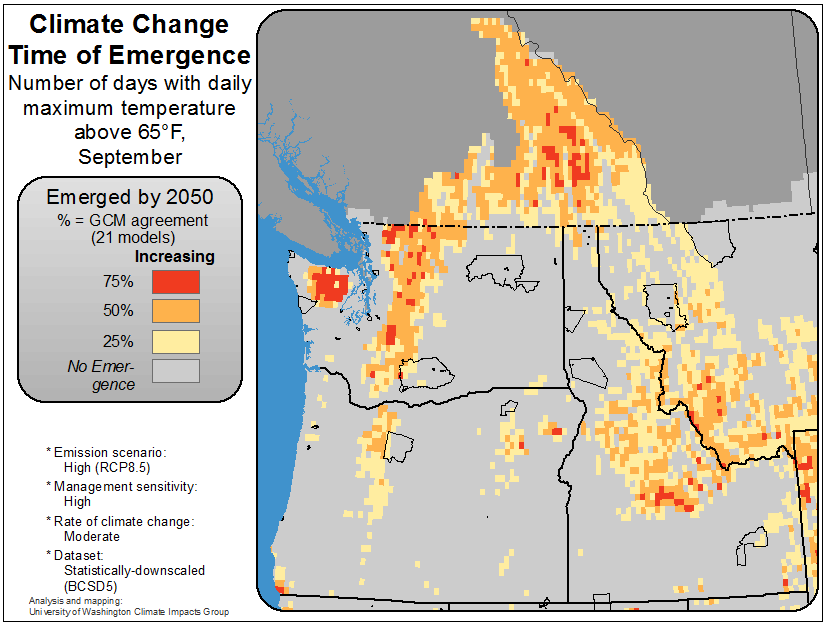 Climate Change
Time of Emergence
Number of days with daily
maximum temperature
above 65°F,
September
Emerged by 2050
% = GCM agreement
(21 models)
Increasing
75%
50%
25%
No Emer-
gence
* Emission scenario:
High (RCP8.5)
* Management sensitivity:
High
* Rate of climate change:
Moderate
* Dataset:
Statistically-downscaled
(BCSD5)
Analysis and mapping:
University of Washington Climate Impacts Group